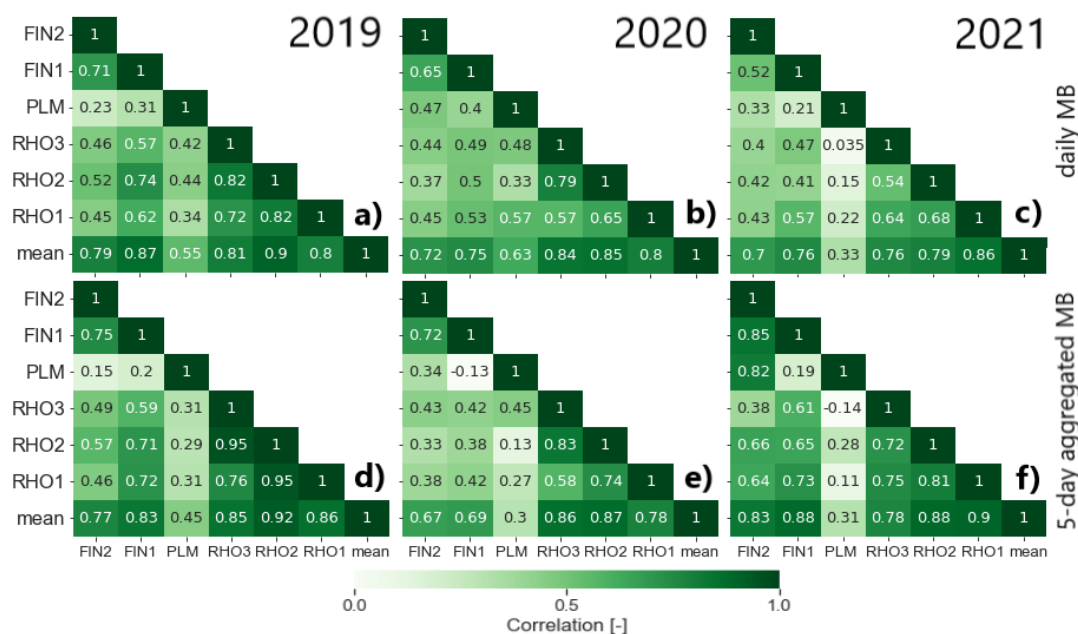 2019 2020 2021
FIN2 1 1 1
FIN1 0.71 1 0.65 1 0.52 1
PLM 0.23 0.31 1 0.47 0.4 1 0.33 0.21 1
RHO3 0.46 0.57 0.42 1 0.44 0.49 0.48 1 0.4 0.47 0.035 1
RHO2 0.52 0.74 0.44 0.82 1 0.37 0.5 0.33 0.79 1 0.42 0.41 0.15 0.54 1
RHO1 0.45 0.62 0.34 0.72 0.82 1 a) 0.45 0.53 0.57 0.57 0.65 1 b) 0.43 0.57 0.22 0.64 0.68 1 c)
mean 0.79 0.87 0.55 0.81 0.9 0.8 1 0.72 0.75 0.63 0.84 0.85 0.8 1 0.7 0.76 0.33 0.76 0.79 0.86 1
daily MB
FIN2 1 1 1
FIN1 0.75 1 0.72 1 0.85 1
PLM 0.15 0.2 1 0.34 -0.13 1 0.82 0.19 1
RHO3 0.49 0.59 0.31 1 0.43 0.42 0.45 1 0.38 0.61 -0.14 1
RHO2 0.57 0.71 0.29 0.95 1 0.33 0.38 0.13 0.83 1 0.66 0.65 0.28 0.72 1
RHO1 0.46 0.72 0.31 0.76 0.95 1 d) 0.38 0.42 0.27 0.58 0.74 1 e) 0.64 0.73 0.11 0.75 0.81 1 f)
mean 0.77 0.83 0.45 0.85 0.92 0.86 1 0.67 0.69 0.3 0.86 0.87 0.78 1 0.83 0.88 0.31 0.78 0.88 0.9 1
5-day aggregated MB
FIN2 FIN1 PLM RHO3 RHO2 RHO1 mean FIN2 FIN1 PLM RHO3 RHO2 RHO1 mean FIN2 FIN1 PLM RHO3 RHO2 RHO1 mean
0.0 0.5 1.0
Correlation [-]